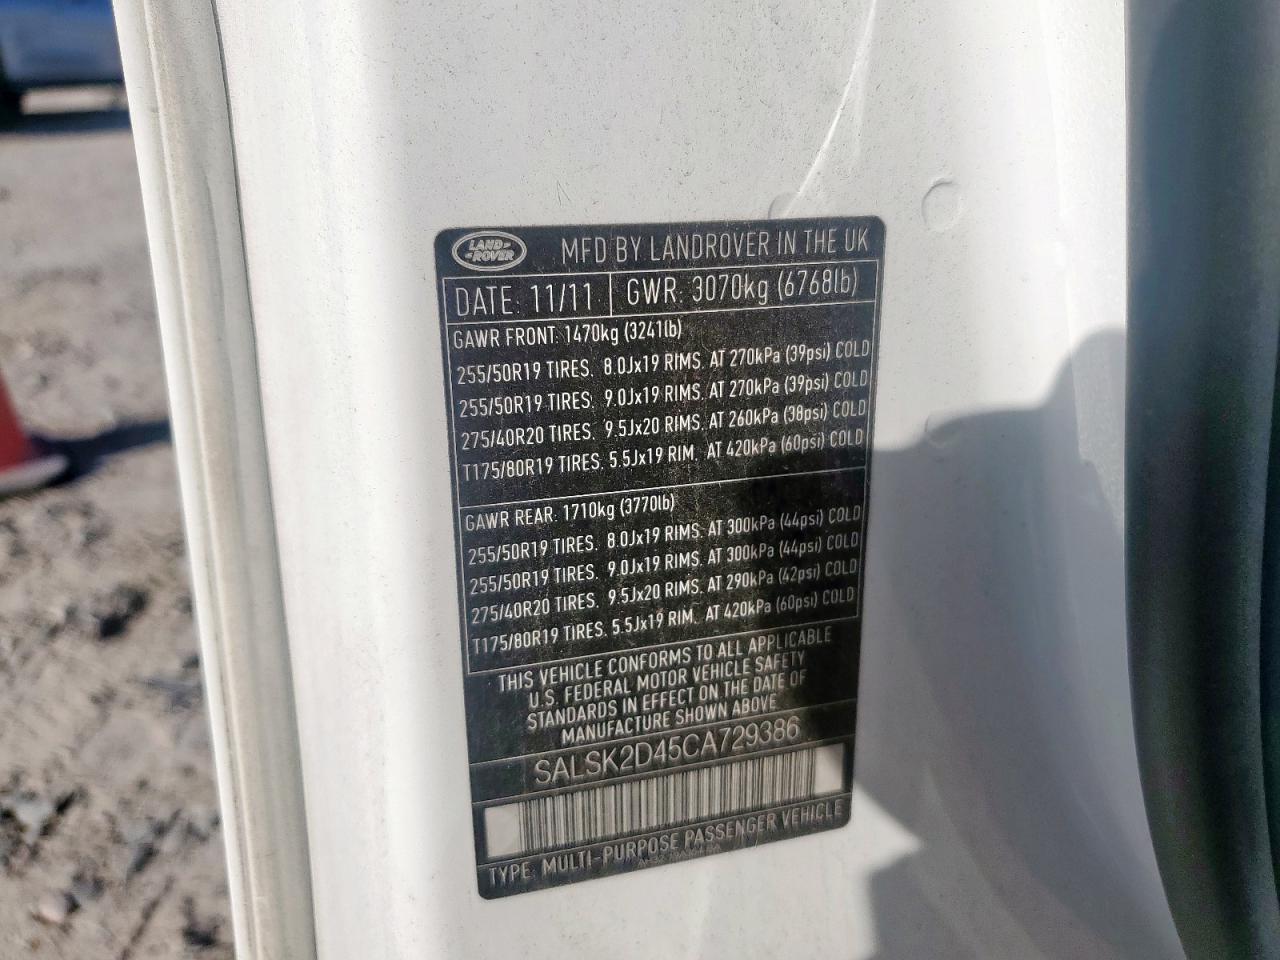 LAND ROVER
MFD BY LANDROVER IN THE UK
DATE: 11/11 GWR: 3070kg (6768lb)
GAWR FRONT: 1470kg (3241lb)
255/50R19 TIRES. 8.0Jx19 RIMS. AT 270kPa (39psi) COLD
255/50R19 TIRES. 9.0Jx19 RIMS. AT 270kPa (39psi) COLD
275/40R20 TIRES. 9.5Jx20 RIMS. AT 260kPa (38psi) COLD
T175/80R19 TIRES. 5.5Jx19 RIM. AT 420kPa (60psi) COLD
GAWR REAR: 1710kg (3770lb)
255/50R19 TIRES. 8.0Jx19 RIMS. AT 300kPa (44psi) COLD
255/50R19 TIRES. 9.0Jx19 RIMS. AT 300kPa (44psi) COLD
275/40R20 TIRES. 9.5Jx20 RIMS. AT 290kPa (42psi) COLD
T175/80R19 TIRES. 5.5Jx19 RIM. AT 420kPa (60psi) COLD
THIS VEHICLE CONFORMS TO ALL APPLICABLE
U.S. FEDERAL MOTOR VEHICLE SAFETY
STANDARDS IN EFFECT ON THE DATE OF
MANUFACTURE SHOWN ABOVE
SALSK2D45CA729386
TYPE: MULTI-PURPOSE PASSENGER VEHICLE